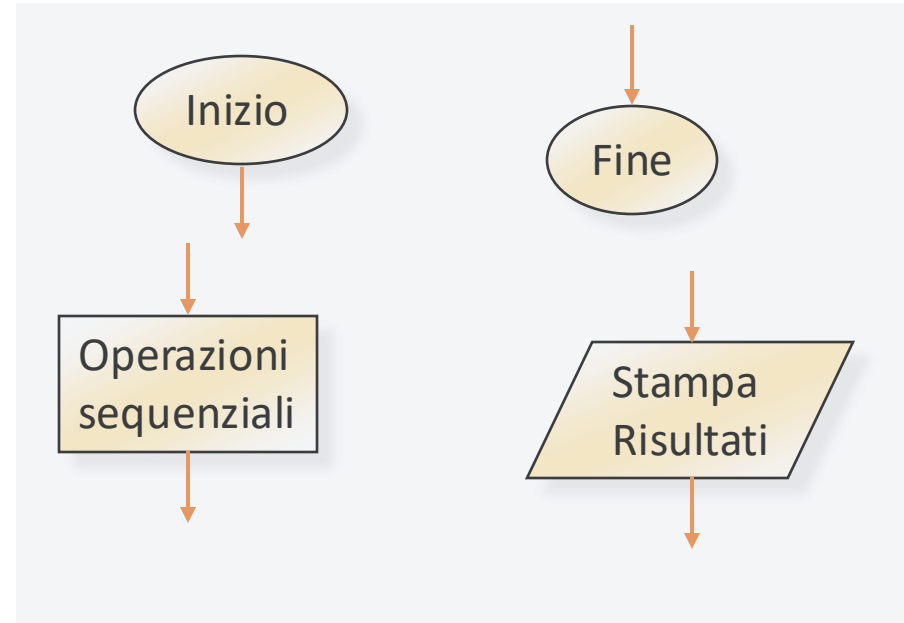 Inizio
Fine
Operazioni
sequenziali
Stampa
Risultati